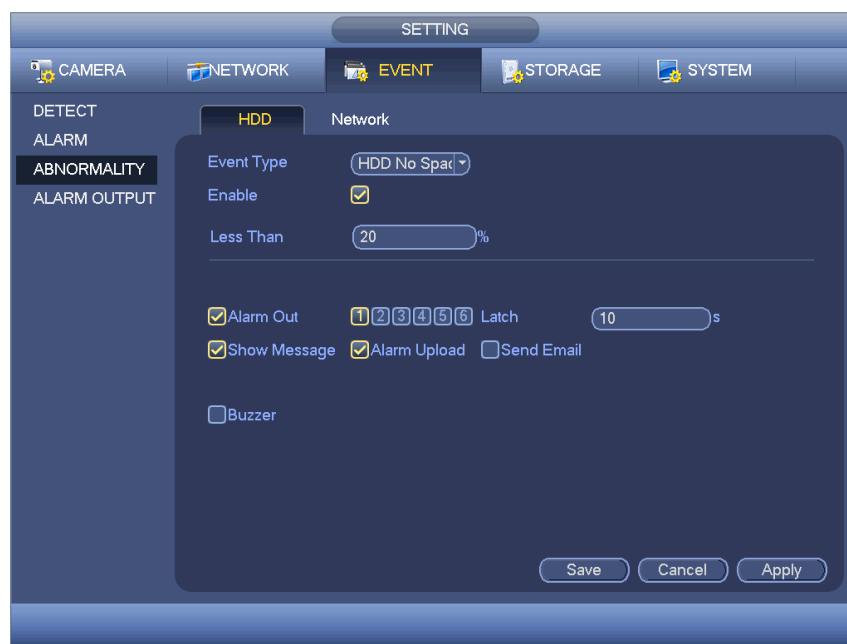 SETTING
CAMERA NETWORK EVENT STORAGE SYSTEM
DETECT
ALARM
ABNORMALITY
ALARM OUTPUT
HDD Network
Event Type HDD No Spac
Enable
Less Than 20 %
Alarm Out 1 2 3 4 5 6 Latch 10 s
Show Message Alarm Upload Send Email
Buzzer
Save Cancel Apply